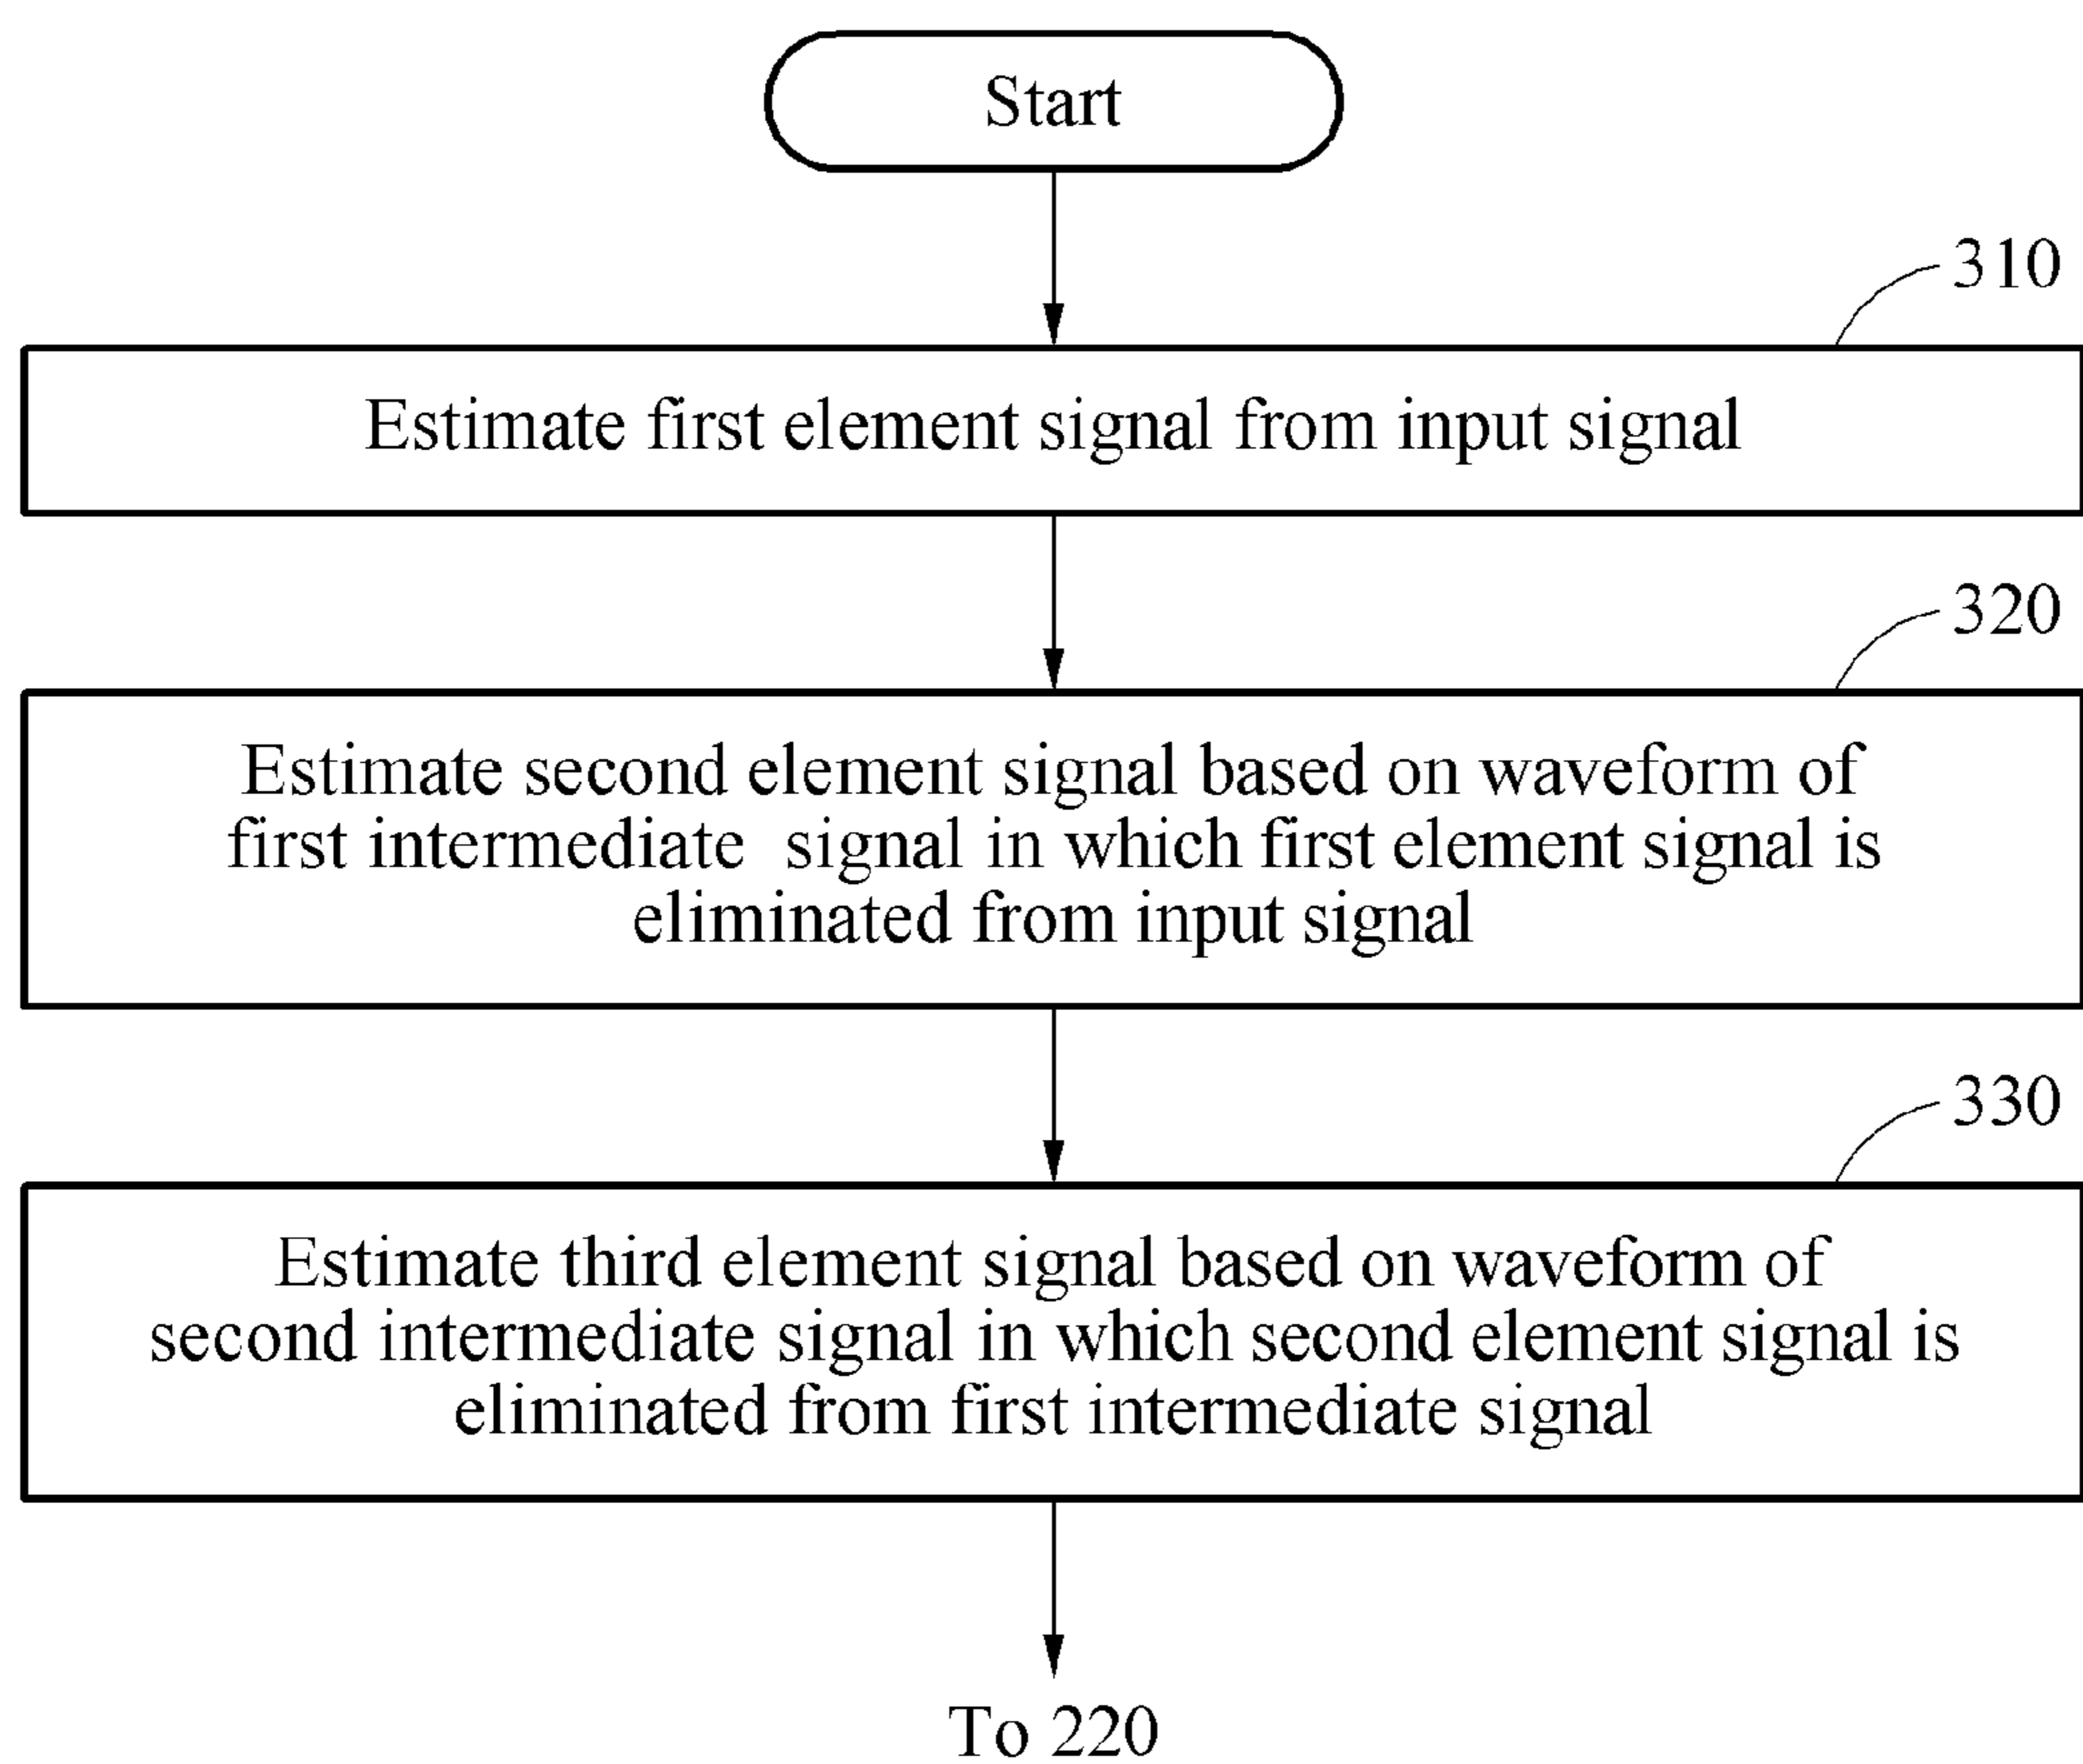 Start
310
Estimate first element signal from input signal
320
Estimate second element signal based on waveform of
first intermediate signal in which first element signal is
eliminated from input signal
330
Estimate third element signal based on waveform of
second intermediate signal in which second element signal is
eliminated from first intermediate signal
To 220